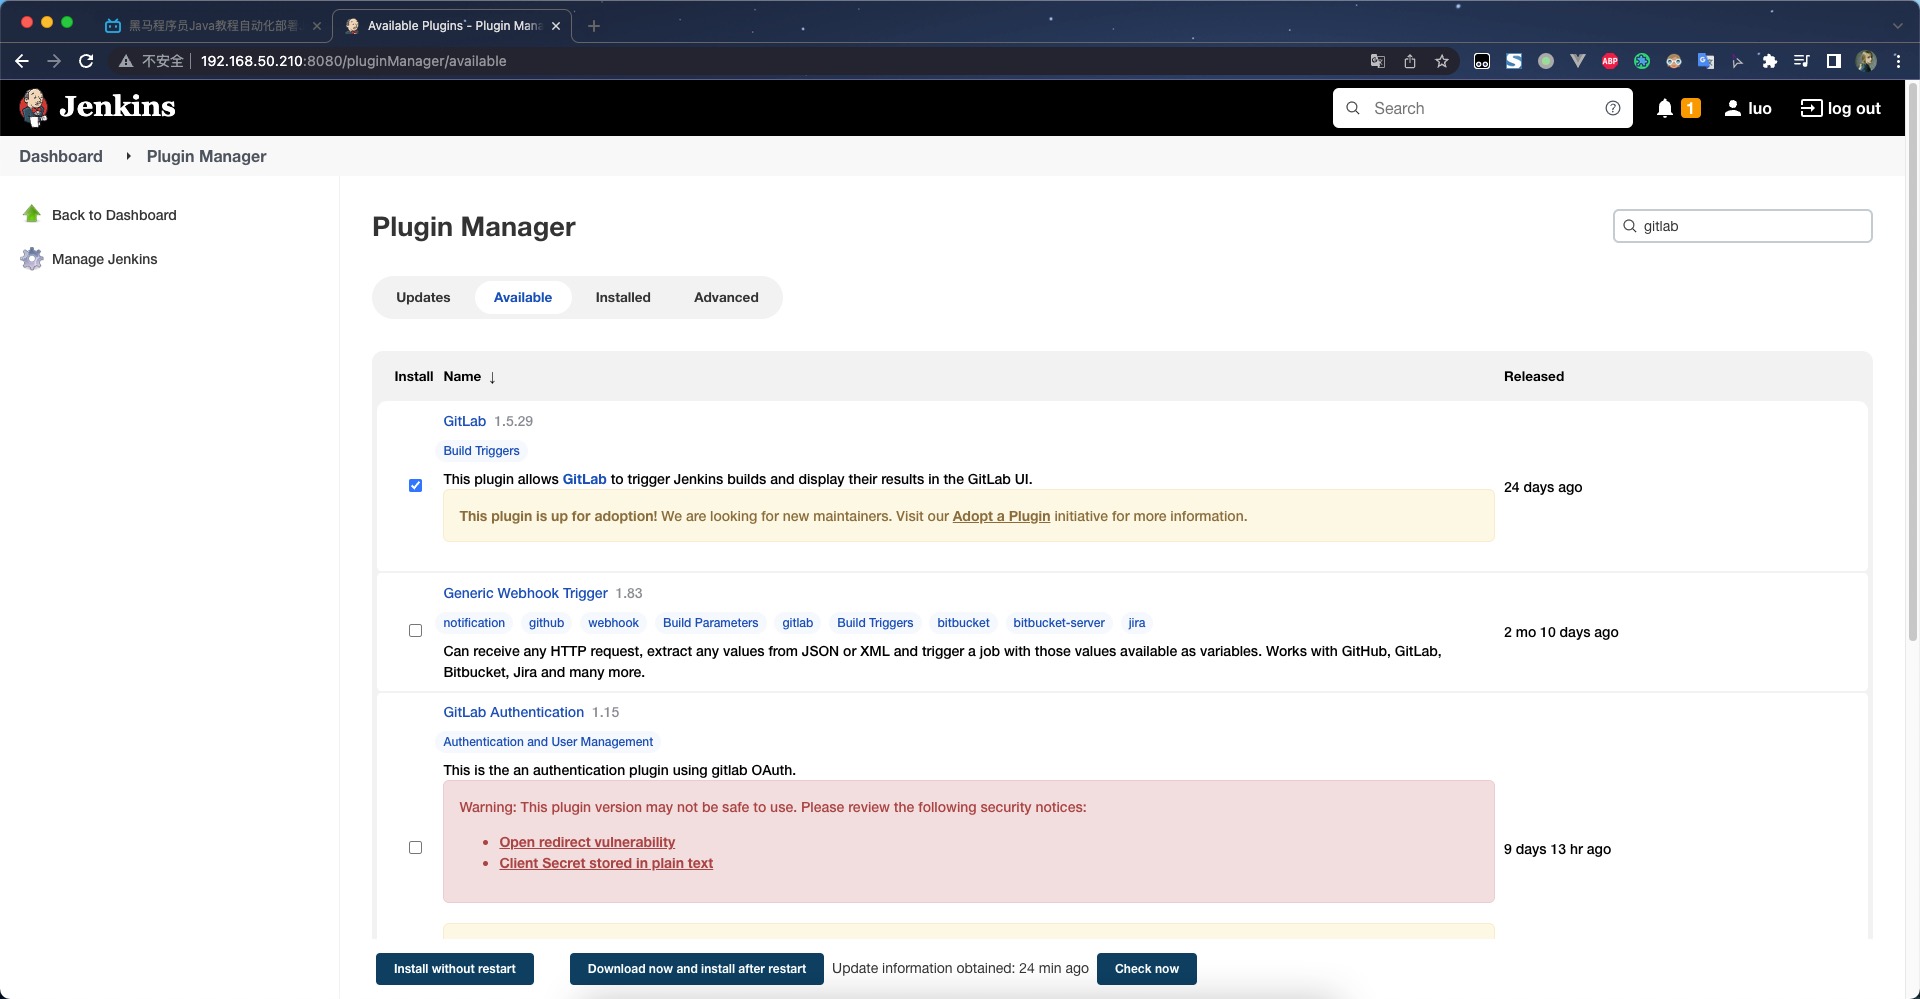 黑马程序员Java教程自动化部署
Available Plugins - Plugin Mana
不安全
192.168.50.210:8080/pluginManager/available
ABP
Jenkins
Search
1
luo
log out
Dashboard
Plugin Manager
Back to Dashboard
Manage Jenkins
Plugin Manager
gitlab
Updates
Available
Installed
Advanced
Install Name ↓ Released
GitLab 1.5.29
Build Triggers
This plugin allows GitLab to trigger Jenkins builds and display their results in the GitLab UI.
24 days ago
This plugin is up for adoption! We are looking for new maintainers. Visit our Adopt a Plugin initiative for more information.
Generic Webhook Trigger 1.83
notification github webhook Build Parameters gitlab Build Triggers bitbucket bitbucket-server jira
2 mo 10 days ago
Can receive any HTTP request, extract any values from JSON or XML and trigger a job with those values available as variables. Works with GitHub, GitLab,
Bitbucket, Jira and many more.
GitLab Authentication 1.15
Authentication and User Management
This is the an authentication plugin using gitlab OAuth.
Warning: This plugin version may not be safe to use. Please review the following security notices:
• Open redirect vulnerability
• Client Secret stored in plain text
9 days 13 hr ago
Install without restart
Download now and install after restart
Update information obtained: 24 min ago
Check now